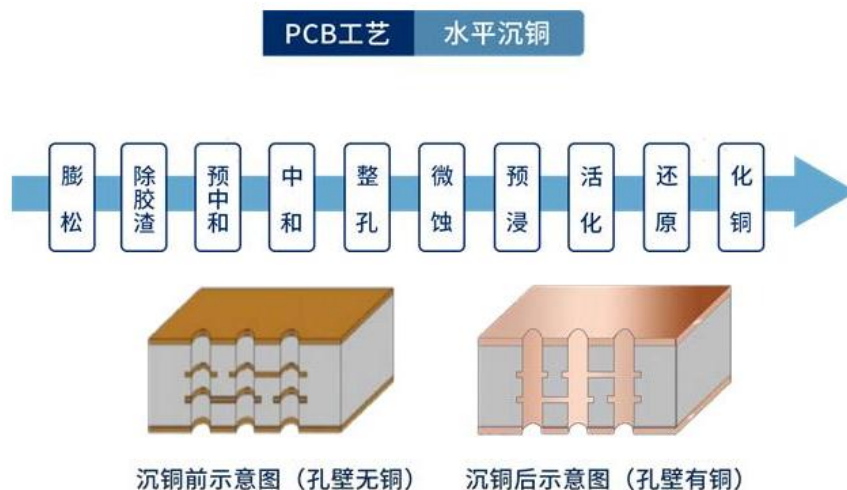 PCB工艺 水平沉铜
膨松 除胶渣 预中和 中和 整孔 微蚀 预浸 活化 还原 化铜
沉铜前示意图（孔壁无铜） 沉铜后示意图（孔壁有铜）